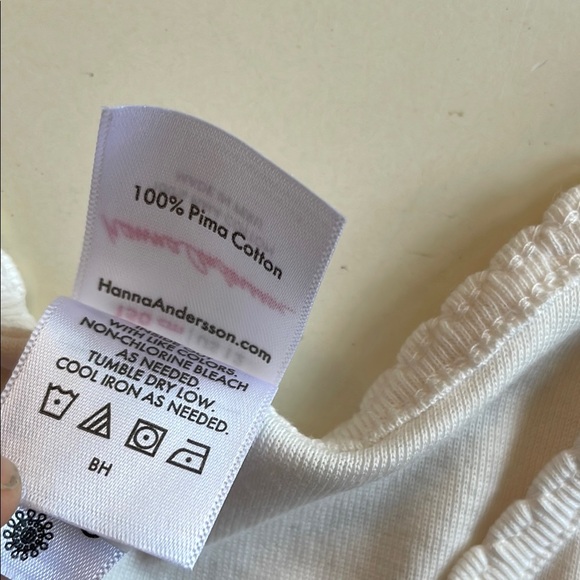 100% Pima Cotton
HannaAndersson.com
WITH LIKE COLORS.
NON-CHLORINE BLEACH
AS NEEDED.
TUMBLE DRY LOW.
COOL IRON AS NEEDED.
BH